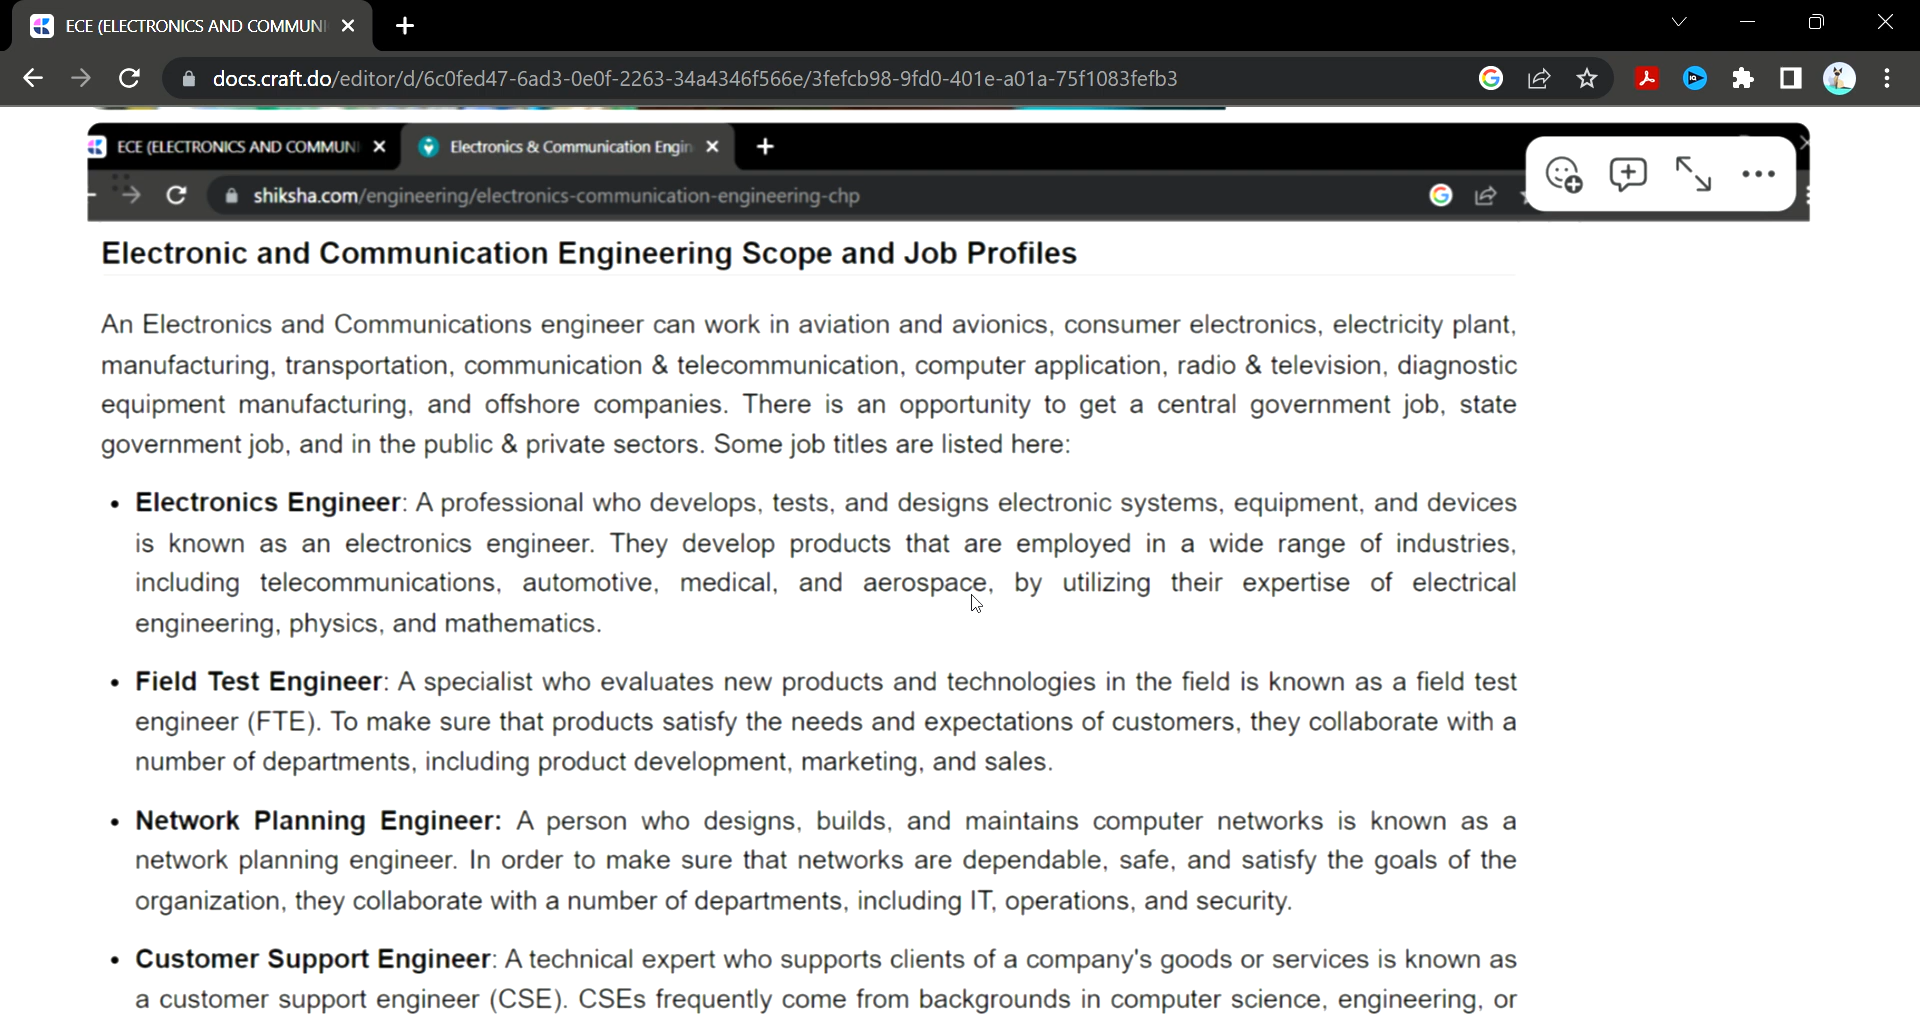 ECE (ELECTRONICS AND COMMUNI
docs.craft.do/editor/d/6c0fed47-6ad3-0e0f-2263-34a4346f566e/3fefcb98-9fd0-401e-a01a-75f1083fefb3
ECE (ELECTRONICS AND COMMUNI
Electronics & Communication Engin
shiksha.com/engineering/electronics-communication-engineering-chp
Electronic and Communication Engineering Scope and Job Profiles
An Electronics and Communications engineer can work in aviation and avionics, consumer electronics, electricity plant,
manufacturing, transportation, communication & telecommunication, computer application, radio & television, diagnostic
equipment manufacturing, and offshore companies. There is an opportunity to get a central government job, state
government job, and in the public & private sectors. Some job titles are listed here:
• Electronics Engineer: A professional who develops, tests, and designs electronic systems, equipment, and devices
is known as an electronics engineer. They develop products that are employed in a wide range of industries,
including telecommunications, automotive, medical, and aerospace, by utilizing their expertise of electrical
engineering, physics, and mathematics.
• Field Test Engineer: A specialist who evaluates new products and technologies in the field is known as a field test
engineer (FTE). To make sure that products satisfy the needs and expectations of customers, they collaborate with a
number of departments, including product development, marketing, and sales.
• Network Planning Engineer: A person who designs, builds, and maintains computer networks is known as a
network planning engineer. In order to make sure that networks are dependable, safe, and satisfy the goals of the
organization, they collaborate with a number of departments, including IT, operations, and security.
• Customer Support Engineer: A technical expert who supports clients of a company's goods or services is known as
a customer support engineer (CSE). CSEs frequently come from backgrounds in computer science, engineering, or